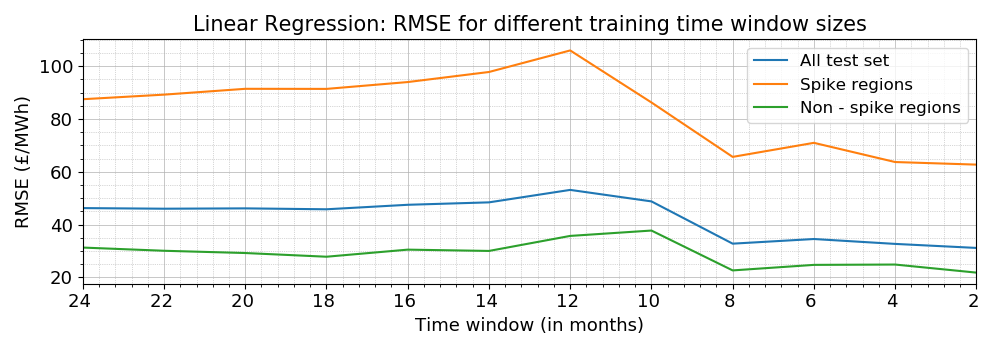 Linear Regression: RMSE for different training time window sizes
RMSE (£/MWh)
100
80
60
40
20
All test set
Spike regions
Non - spike regions
24 22 20 18 16 14 12 10 8 6 4 2
Time window (in months)